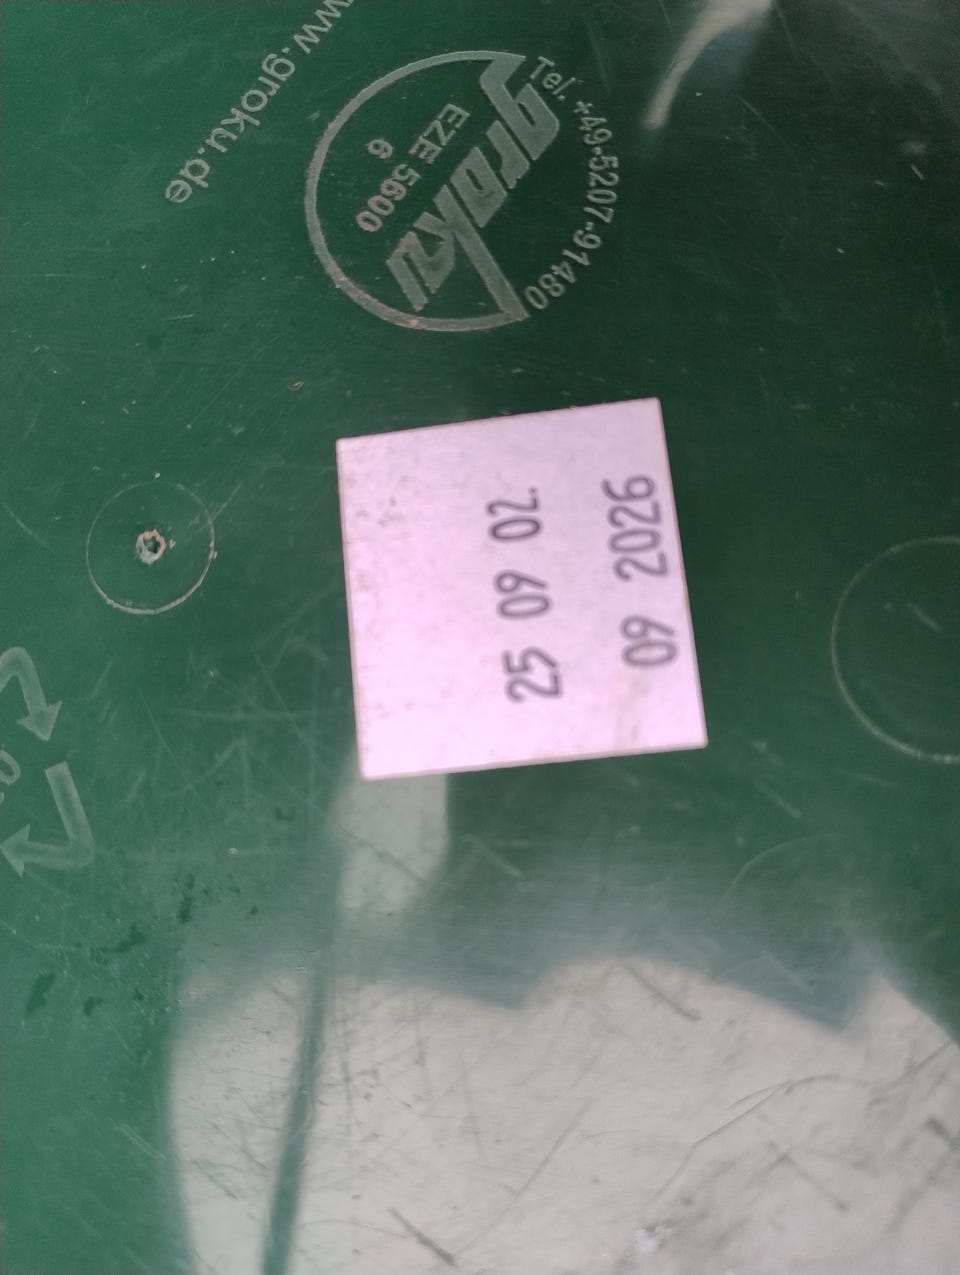 www.groku.de
Tel. ++49-5207-91480
groku
EZE 5600
6
25 09 02.
09 2026